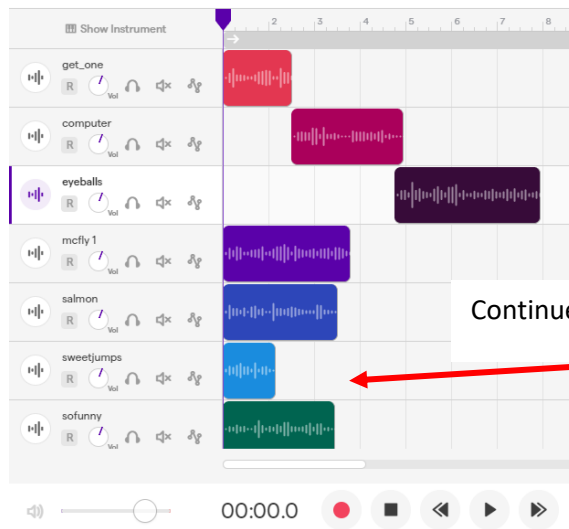 Show Instrument
2 3 4 5 6 7 8
get_one
R Vol
computer
R Vol
eyeballs
R Vol
mcfly 1
R Vol
salmon
R Vol
Continue
sweetjumps
R Vol
sofunny
R Vol
00:00.0